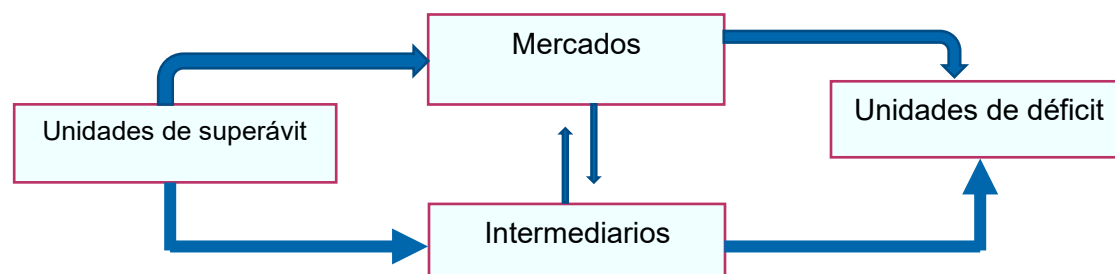 Mercados
Unidades de superávit
Unidades de déficit
Intermediarios